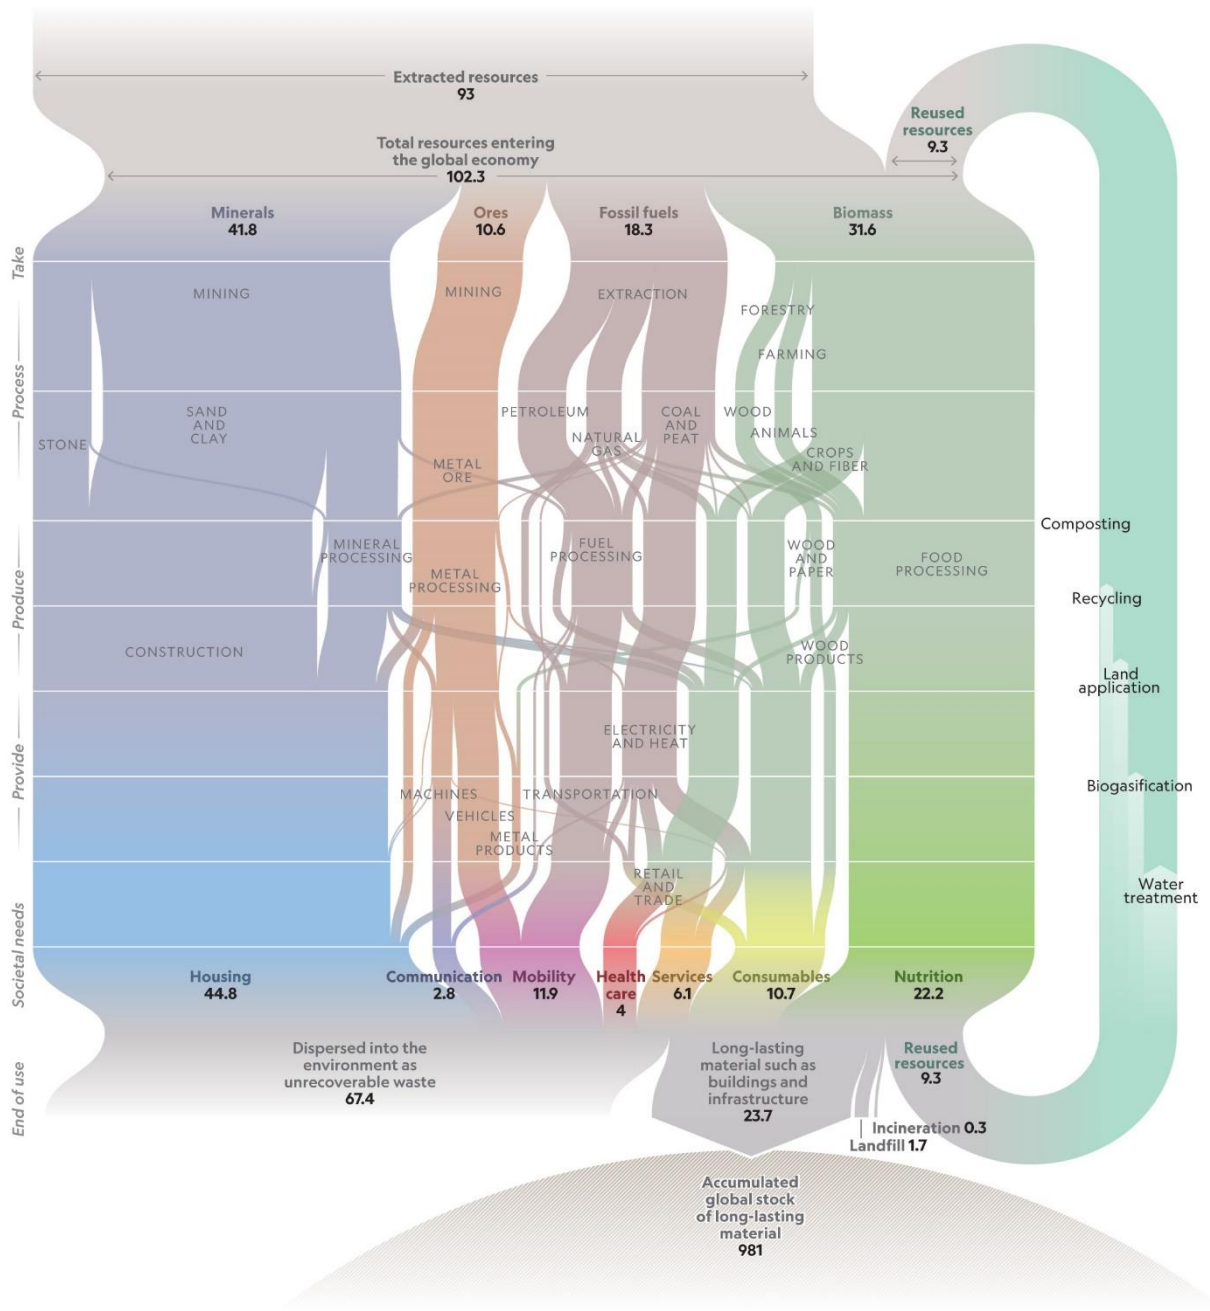 Extracted resources
93
Reused
resources
9.3
Total resources entering
the global economy
102.3
Minerals
41.8
Ores
10.6
Fossil fuels
18.3
Biomass
31.6
Take
Process
Produce
Provide
Societal needs
End of use
MINING
MINING
EXTRACTION
FORESTRY
FARMING
STONE
SAND
AND
CLAY
METAL
ORE
PETROLEUM
NATURAL
GAS
COAL
AND
PEAT
WOOD
ANIMALS
CROPS
AND FIBER
MINERAL
PROCESSING
METAL
PROCESSING
FUEL
PROCESSING
WOOD
AND
PAPER
FOOD
PROCESSING
CONSTRUCTION
WOOD
PRODUCTS
ELECTRICITY
AND HEAT
MACHINES
VEHICLES
METAL
PRODUCTS
TRANSPORTATION
RETAIL
AND
TRADE
Composting
Recycling
Land
application
Biogasification
Water
treatment
Housing
44.8
Communication
2.8
Mobility
11.9
Health
care
4
Services
6.1
Consumables
10.7
Nutrition
22.2
Dispersed into the
environment as
unrecoverable waste
67.4
Long-lasting
material such as
buildings and
infrastructure
23.7
Reused
resources
9.3
Incineration 0.3
Landfill 1.7
Accumulated
global stock
of long-lasting
material
981